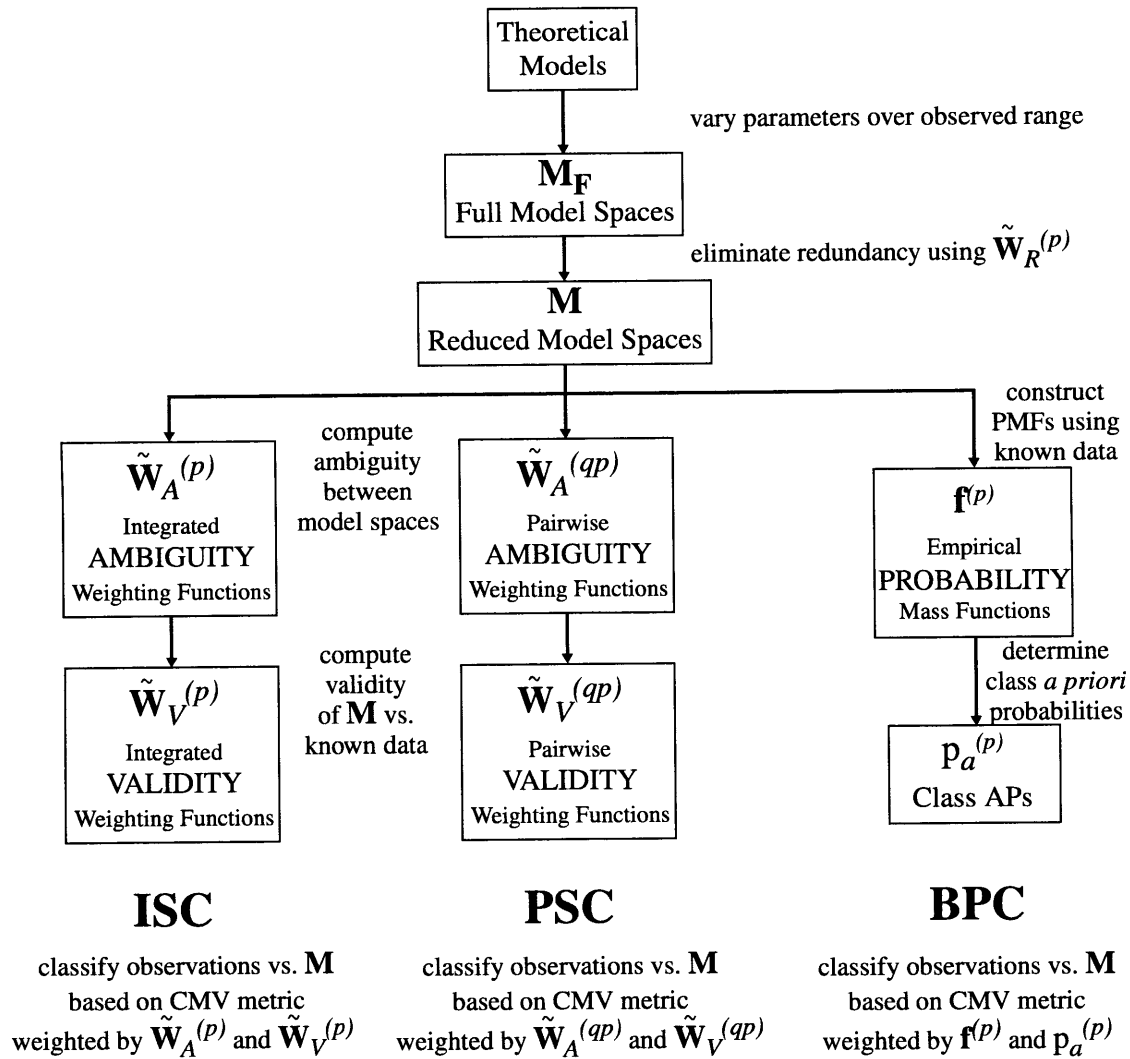 Theoretical
Models
vary parameters over observed range
M_F
Full Model Spaces
eliminate redundancy using W̃_R^(p)
M
Reduced Model Spaces
construct
PMFs using
known data
compute
ambiguity
between
model spaces
W̃_A^(p)
Integrated
AMBIGUITY
Weighting Functions
W̃_A^(qp)
Pairwise
AMBIGUITY
Weighting Functions
f^(p)
Empirical
PROBABILITY
Mass Functions
compute
validity
of M vs.
known data
determine
class a priori
probabilities
W̃_V^(p)
Integrated
VALIDITY
Weighting Functions
W̃_V^(qp)
Pairwise
VALIDITY
Weighting Functions
p_a^(p)
Class APs
ISC
classify observations vs. M
based on CMV metric
weighted by W̃_A^(p) and W̃_V^(p)
PSC
classify observations vs. M
based on CMV metric
weighted by W̃_A^(qp) and W̃_V^(qp)
BPC
classify observations vs. M
based on CMV metric
weighted by f^(p) and p_a^(p)